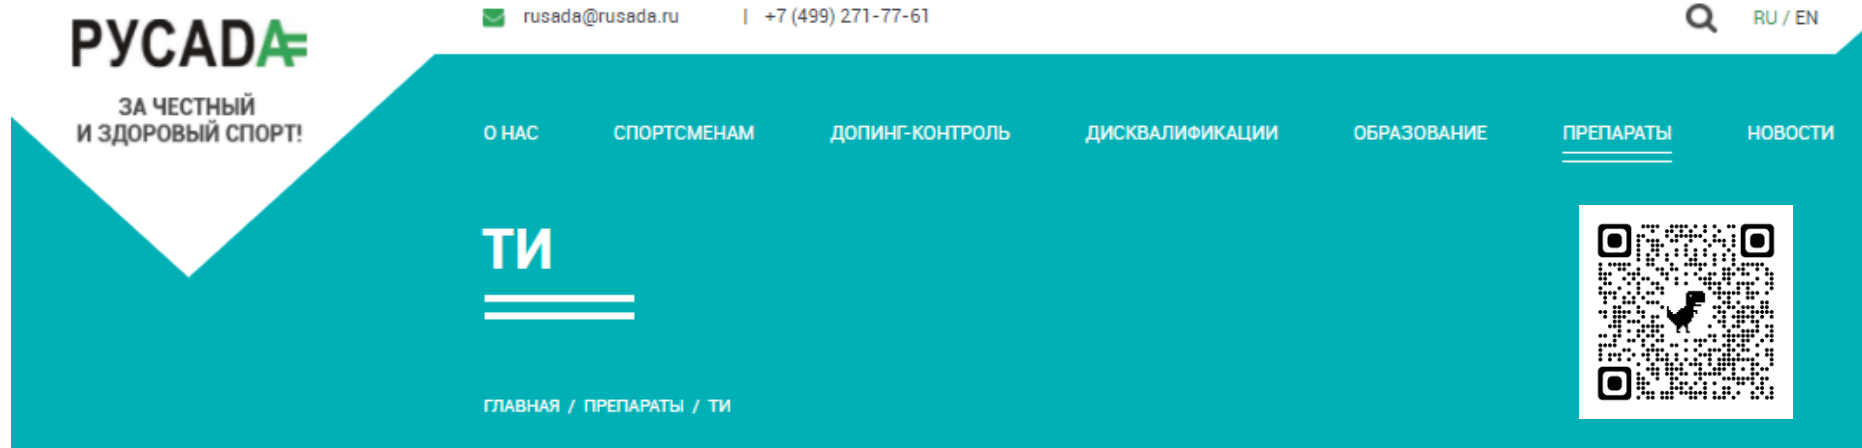 РУСАДА
ЗА ЧЕСТНЫЙ
И ЗДОРОВЫЙ СПОРТ!
rusada@rusada.ru | +7 (499) 271-77-61
RU / EN
О НАС СПОРТСМЕНАМ ДОПИНГ-КОНТРОЛЬ ДИСКВАЛИФИКАЦИИ ОБРАЗОВАНИЕ ПРЕПАРАТЫ НОВОСТИ
ТИ
ГЛАВНАЯ / ПРЕПАРАТЫ / ТИ